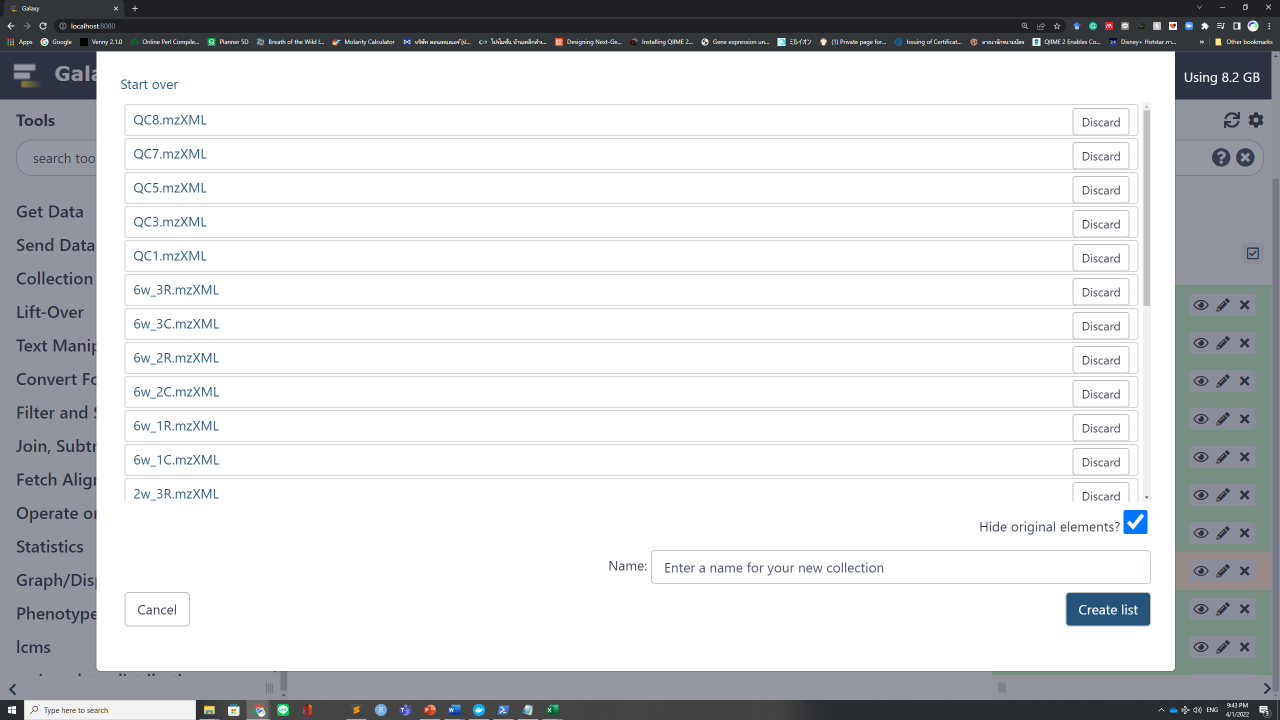 Galaxy
localhost:8080
Apps
Google
Venny 2.1.0
Online Perl Compile...
Planner 5D
Breath of the Wild I...
Molarity Calculator
Designing Next-Ge...
Installing QIIME 2...
Gene expression un...
(1) Private page for...
Issuing of Certificat...
QIIME 2 Enables Co...
Disney+ Hotstar ภา...
»
Other bookmarks
Gala
Using 8.2 GB
Tools
search too
Get Data
Send Data
Collection
Lift-Over
Text Manip
Convert Fo
Filter and S
Join, Subtr
Fetch Align
Operate on
Statistics
Graph/Disp
Phenotype
lcms
Start over
QC8.mzXML Discard
QC7.mzXML Discard
QC5.mzXML Discard
QC3.mzXML Discard
QC1.mzXML Discard
6w_3R.mzXML Discard
6w_3C.mzXML Discard
6w_2R.mzXML Discard
6w_2C.mzXML Discard
6w_1R.mzXML Discard
6w_1C.mzXML Discard
2w_3R.mzXML Discard
Hide original elements?
Name: Enter a name for your new collection
Cancel Create list
Type here to search
ENG
9:43 PM
4/1/2022